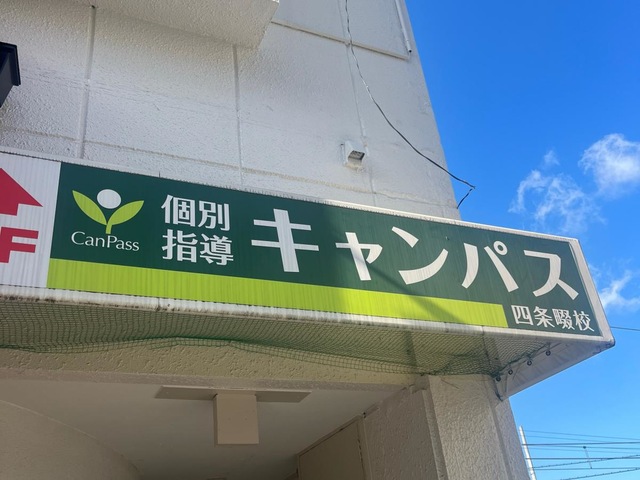 F
CanPass
個別
指導
キャンパス
四条畷校